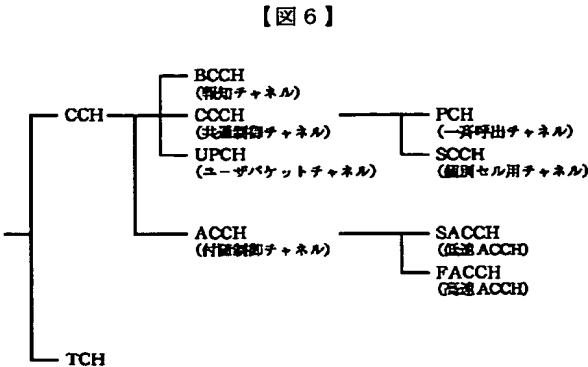 【図6】
BCCH
(報知チャネル)
CCH
CCCH
(共通制御チャネル)
PCH
(一斉呼出チャネル)
UPCH
(ユーザパケットチャネル)
SCCH
(個別セル用チャネル)
ACCH
(付随制御チャネル)
SACCH
(低速ACCH)
FACCH
(高速ACCH)
TCH